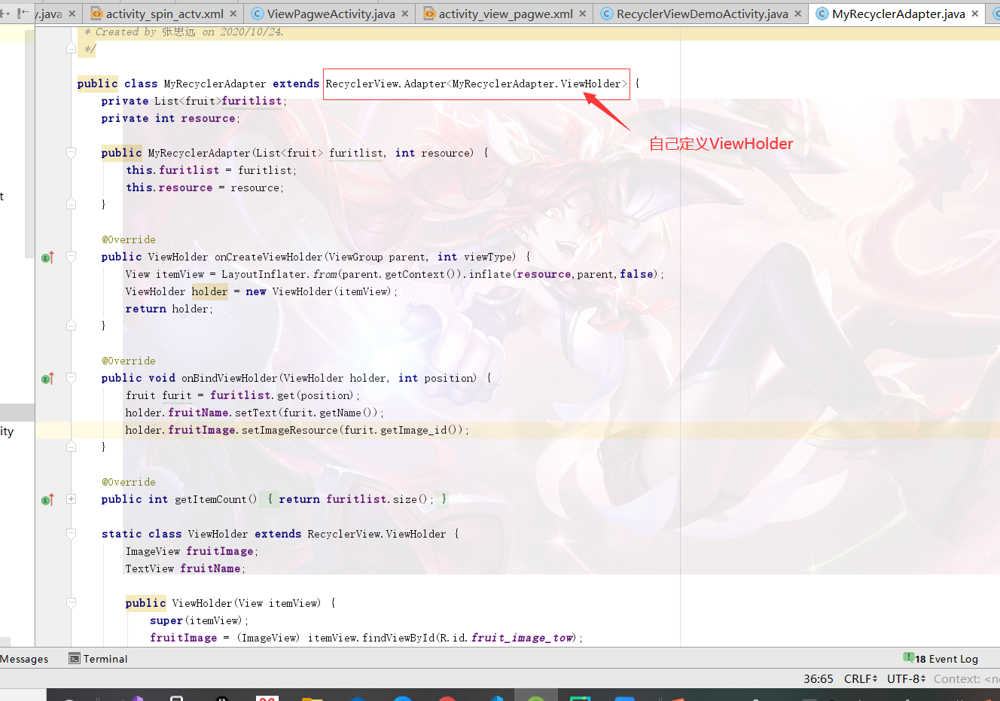 y.java ×
activity_spin_actv.xml ×
ViewPagweActivity.java ×
activity_view_pagwe.xml ×
RecyclerViewDemoActivity.java ×
MyRecyclerAdapter.java ×
* Created by 张思远 on 2020/10/24.
*/
public class MyRecyclerAdapter extends RecyclerView.Adapter<MyRecyclerAdapter.ViewHolder> {
private List<fruit>furitlist;
private int resource;
自己定义ViewHolder
public MyRecyclerAdapter(List<fruit> furitlist, int resource) {
this.furitlist = furitlist;
this.resource = resource;
}
@Override
public ViewHolder onCreateViewHolder(ViewGroup parent, int viewType) {
View itemView = LayoutInflater.from(parent.getContext()).inflate(resource,parent,false);
ViewHolder holder = new ViewHolder(itemView);
return holder;
}
@Override
public void onBindViewHolder(ViewHolder holder, int position) {
fruit furit = furitlist.get(position);
holder.fruitName.setText(furit.getName());
holder.fruitImage.setImageResource(furit.getImage_id());
}
@Override
public int getItemCount() { return furitlist.size(); }
static class ViewHolder extends RecyclerView.ViewHolder {
ImageView fruitImage;
TextView fruitName;
public ViewHolder(View itemView) {
super(itemView);
fruitImage = (ImageView) itemView.findViewById(R.id.fruit_image_tow);
t
ity
Messages
Terminal
18 Event Log
36:65 CRLF UTF-8 Context: <n